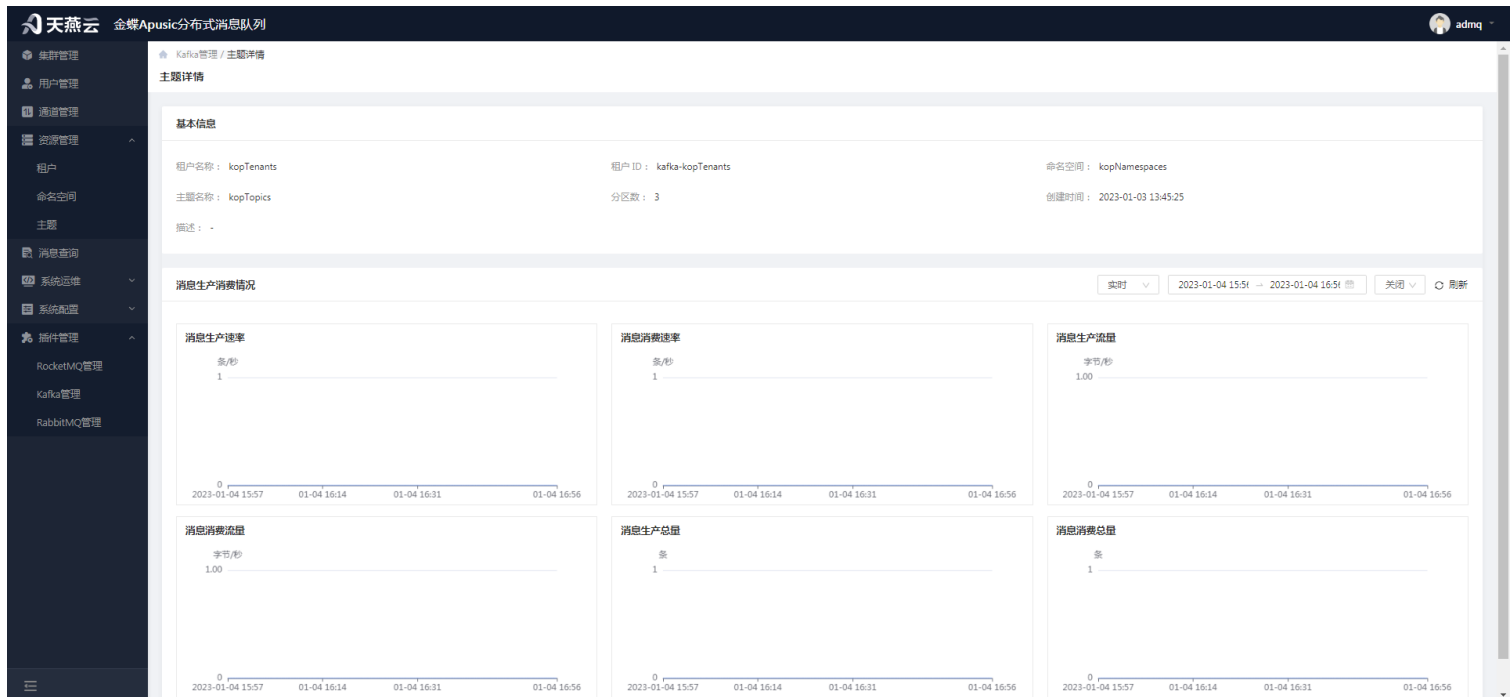 天燕云 金蝶Apusic分布式消息队列
admq
集群管理
用户管理
通道管理
资源管理
租户
命名空间
主题
消息查询
系统运维
系统配置
插件管理
RocketMQ管理
Kafka管理
RabbitMQ管理
Kafka管理 / 主题详情
主题详情
基本信息
租户名称： kopTenants 租户 ID： kafka-kopTenants 命名空间： kopNamespaces
主题名称： kopTopics 分区数： 3 创建时间： 2023-01-03 13:45:25
描述： -
消息生产消费情况 实时 2023-01-04 15:56 → 2023-01-04 16:56 关闭 刷新
消息生产速率
条/秒
1
0
2023-01-04 15:57 01-04 16:14 01-04 16:31 01-04 16:56
消息消费速率
条/秒
1
0
2023-01-04 15:57 01-04 16:14 01-04 16:31 01-04 16:56
消息生产流量
字节/秒
1.00
0
2023-01-04 15:57 01-04 16:14 01-04 16:31 01-04 16:56
消息消费流量
字节/秒
1.00
0
2023-01-04 15:57 01-04 16:14 01-04 16:31 01-04 16:56
消息生产总量
条
1
0
2023-01-04 15:57 01-04 16:14 01-04 16:31 01-04 16:56
消息消费总量
条
1
0
2023-01-04 15:57 01-04 16:14 01-04 16:31 01-04 16:56